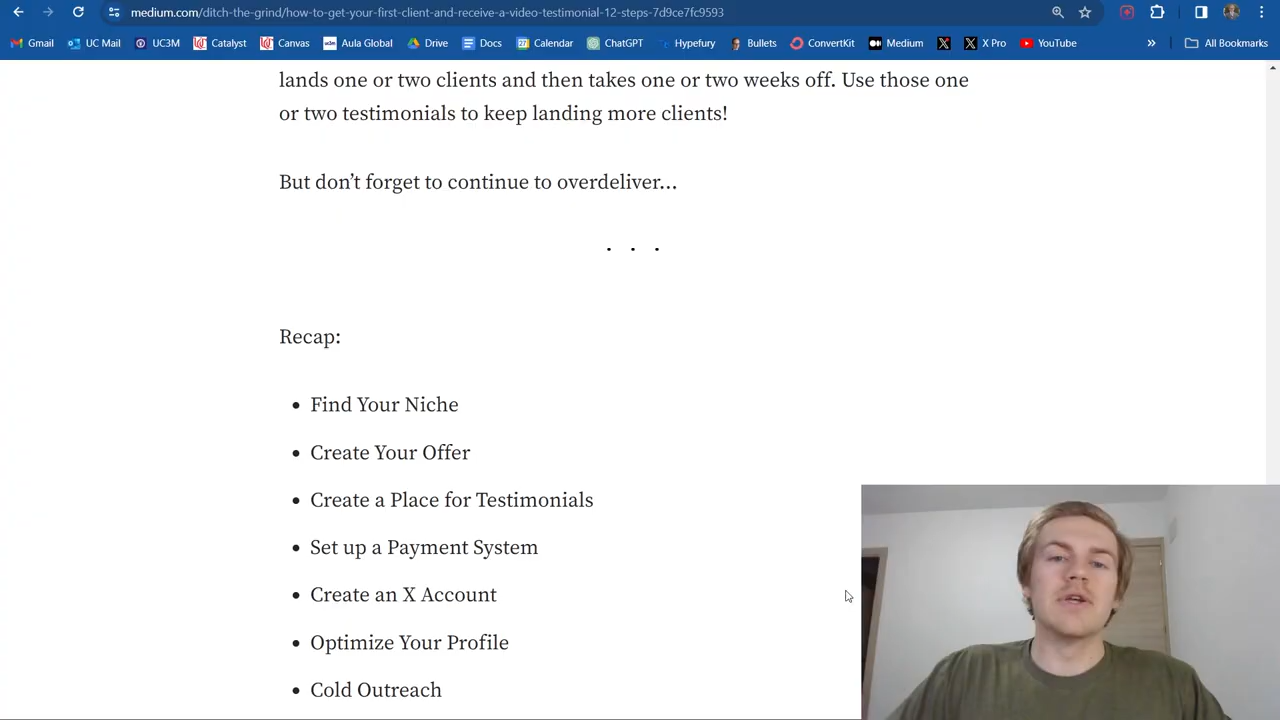 medium.com/ditch-the-grind/how-to-get-your-first-client-and-receive-a-video-testimonial-12-steps-7d9ce7fc9593
Gmail UC Mail UC3M Catalyst Canvas Aula Global Drive Docs Calendar ChatGPT Hypefury Bullets ConvertKit Medium X Pro YouTube » All Bookmarks
lands one or two clients and then takes one or two weeks off. Use those one
or two testimonials to keep landing more clients!
But don’t forget to continue to overdeliver…
. . .
Recap:
• Find Your Niche
• Create Your Offer
• Create a Place for Testimonials
• Set up a Payment System
• Create an X Account
• Optimize Your Profile
• Cold Outreach